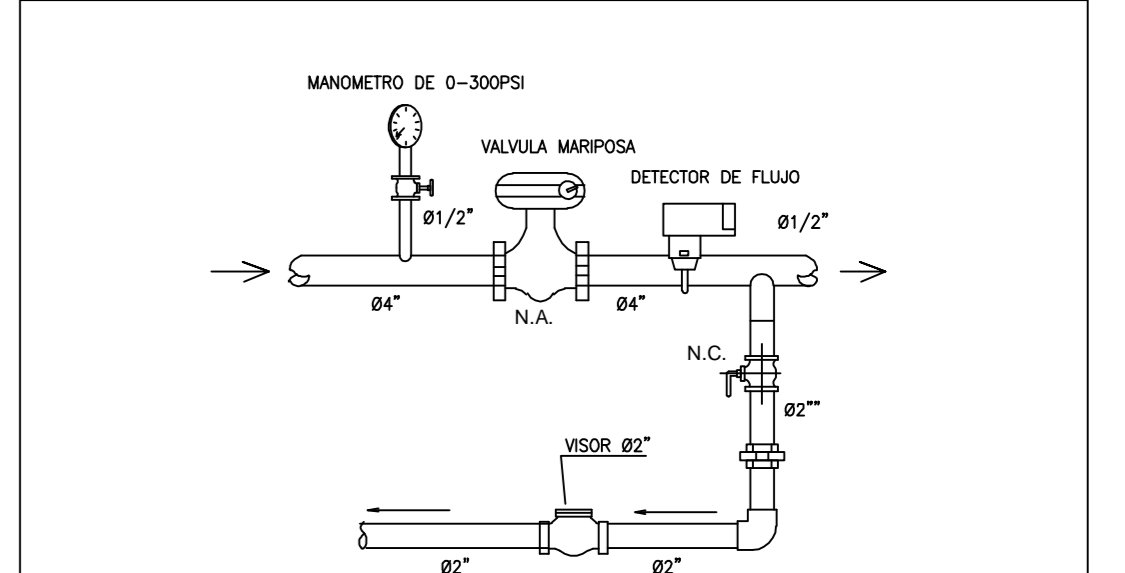 MANOMETRO DE 0-300PSI
VALVULA MARIPOSA
DETECTOR DE FLUJO
Ø1/2"
Ø1/2"
Ø4"
Ø4"
N.A.
N.C.
Ø2""
VISOR Ø2"
Ø2"
Ø2"